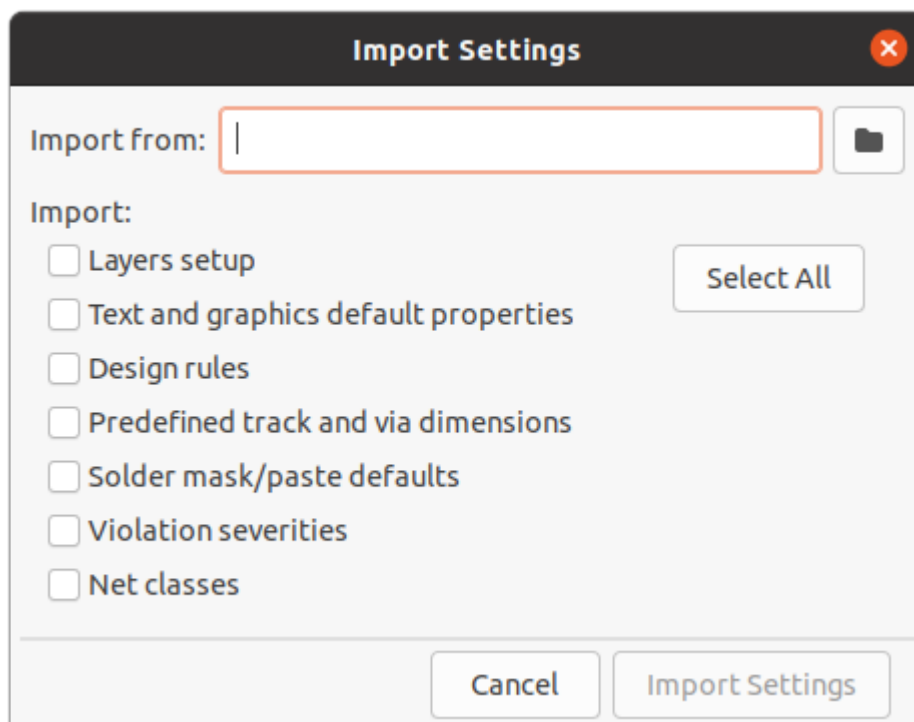 Import Settings
Import from:
Import:
Layers setup
Select All
Text and graphics default properties
Design rules
Predefined track and via dimensions
Solder mask/paste defaults
Violation severities
Net classes
Cancel
Import Settings